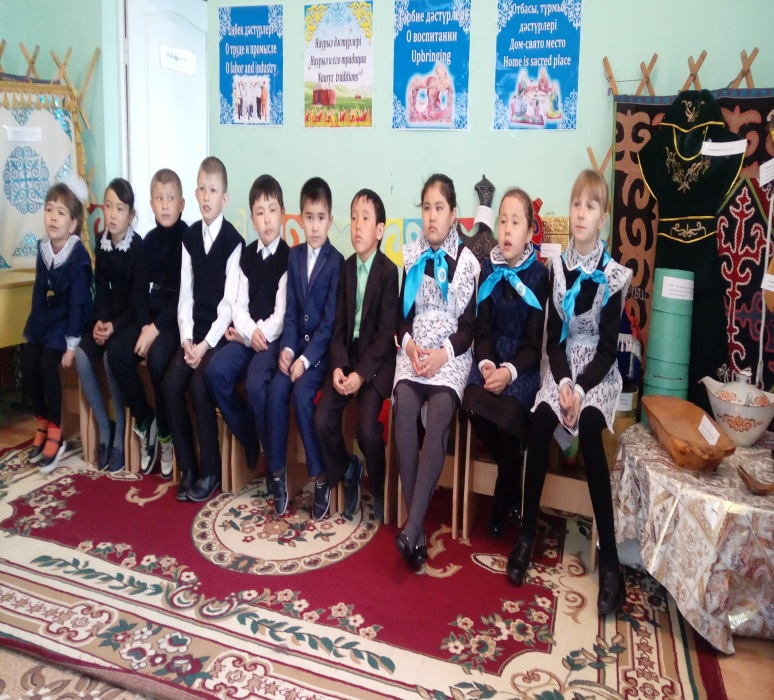 Еңбек дәстүрлері
О труде и промысле
O labor and industry
Наурыз дәстүрлері
Наурыз и его традиции
Nauryz traditions
Тәрбие дәстүрлері
О воспитании
Upbringing
Отбасы, турмыс
дәстүрлері
Дом-свято место
Home is sacred place